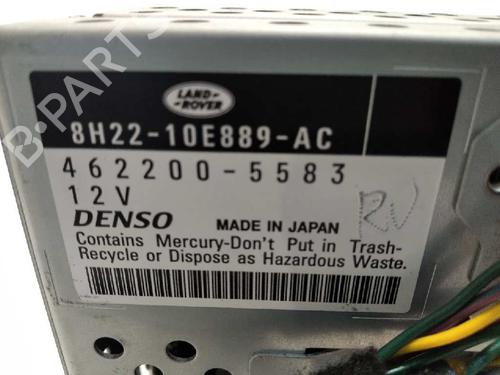 LAND-
-ROVER
8H22-10E889-AC
462200-5583
12V
DENSO MADE IN JAPAN
Contains Mercury-Don't Put in Trash-
Recycle or Dispose as Hazardous Waste.
RV
B-PARTS